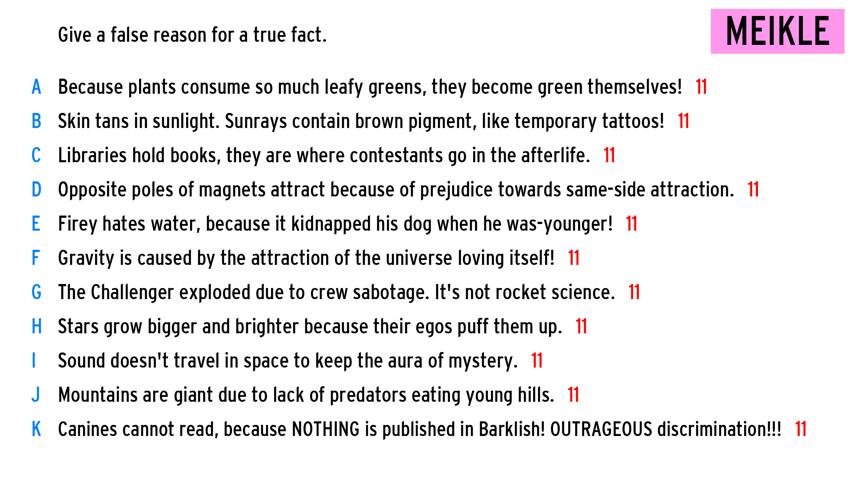 Give a false reason for a true fact.
MEIKLE
A Because plants consume so much leafy greens, they become green themselves! 11
B Skin tans in sunlight. Sunrays contain brown pigment, like temporary tattoos! 11
C Libraries hold books, they are where contestants go in the afterlife. 11
D Opposite poles of magnets attract because of prejudice towards same-side attraction. 11
E Firey hates water, because it kidnapped his dog when he was-younger! 11
F Gravity is caused by the attraction of the universe loving itself! 11
G The Challenger exploded due to crew sabotage. It's not rocket science. 11
H Stars grow bigger and brighter because their egos puff them up. 11
I Sound doesn't travel in space to keep the aura of mystery. 11
J Mountains are giant due to lack of predators eating young hills. 11
K Canines cannot read, because NOTHING is published in Barklish! OUTRAGEOUS discrimination!!! 11